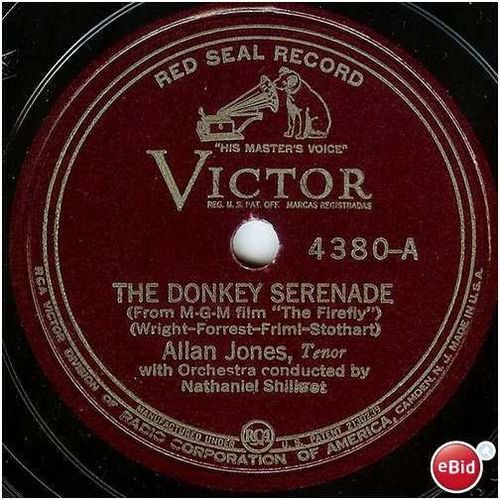 RED SEAL RECORD
"HIS MASTER'S VOICE"
VICTOR
REG. U.S. PAT. OFF. MARCAS REGISTRADAS
4380-A
THE DONKEY SERENADE
(From M-G-M film "The Firefly")
(Wright-Forrest-Friml-Stothart)
Allan Jones, Tenor
with Orchestra conducted by
Nathaniel Shilkret
MANUFACTURED UNDER RCA U.S. PATENT 2130239
RCA VICTOR DIVISION OF RADIO CORPORATION OF AMERICA, CAMDEN, N. J. MADE IN U.S.A.
eBid